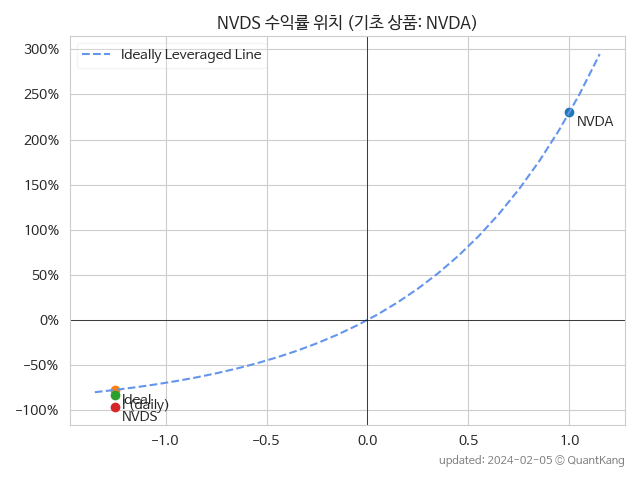 NVDS 수익률 위치 (기초 상품: NVDA)
300%
250%
200%
150%
100%
50%
0%
−50%
−100%
Ideally Leveraged Line
NVDA
Ideal
(daily)
NVDS
−1.0
−0.5
0.0
0.5
1.0
updated: 2024-02-05 © QuantKang